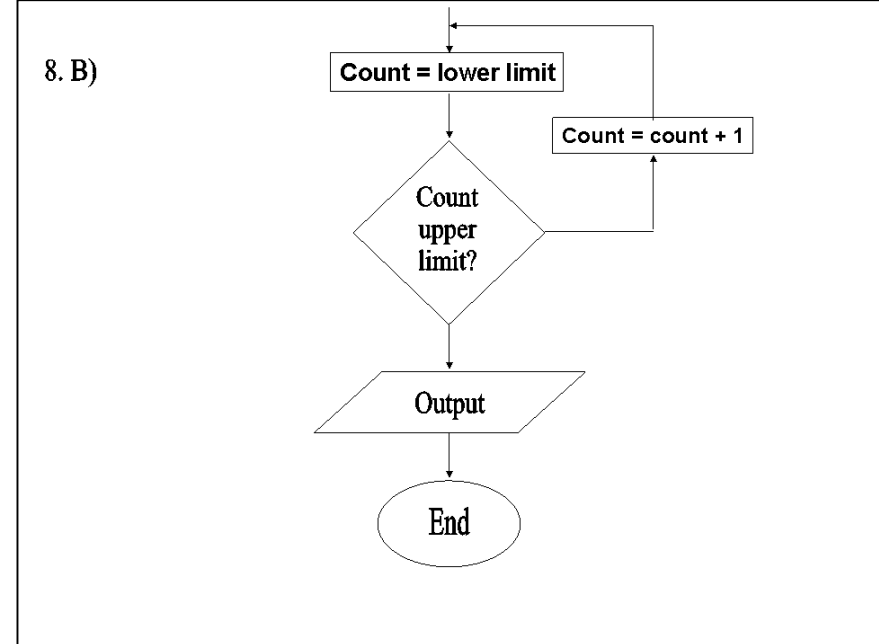 8. B)
Count = lower limit
Count = count + 1
Count
upper
limit?
Output
End